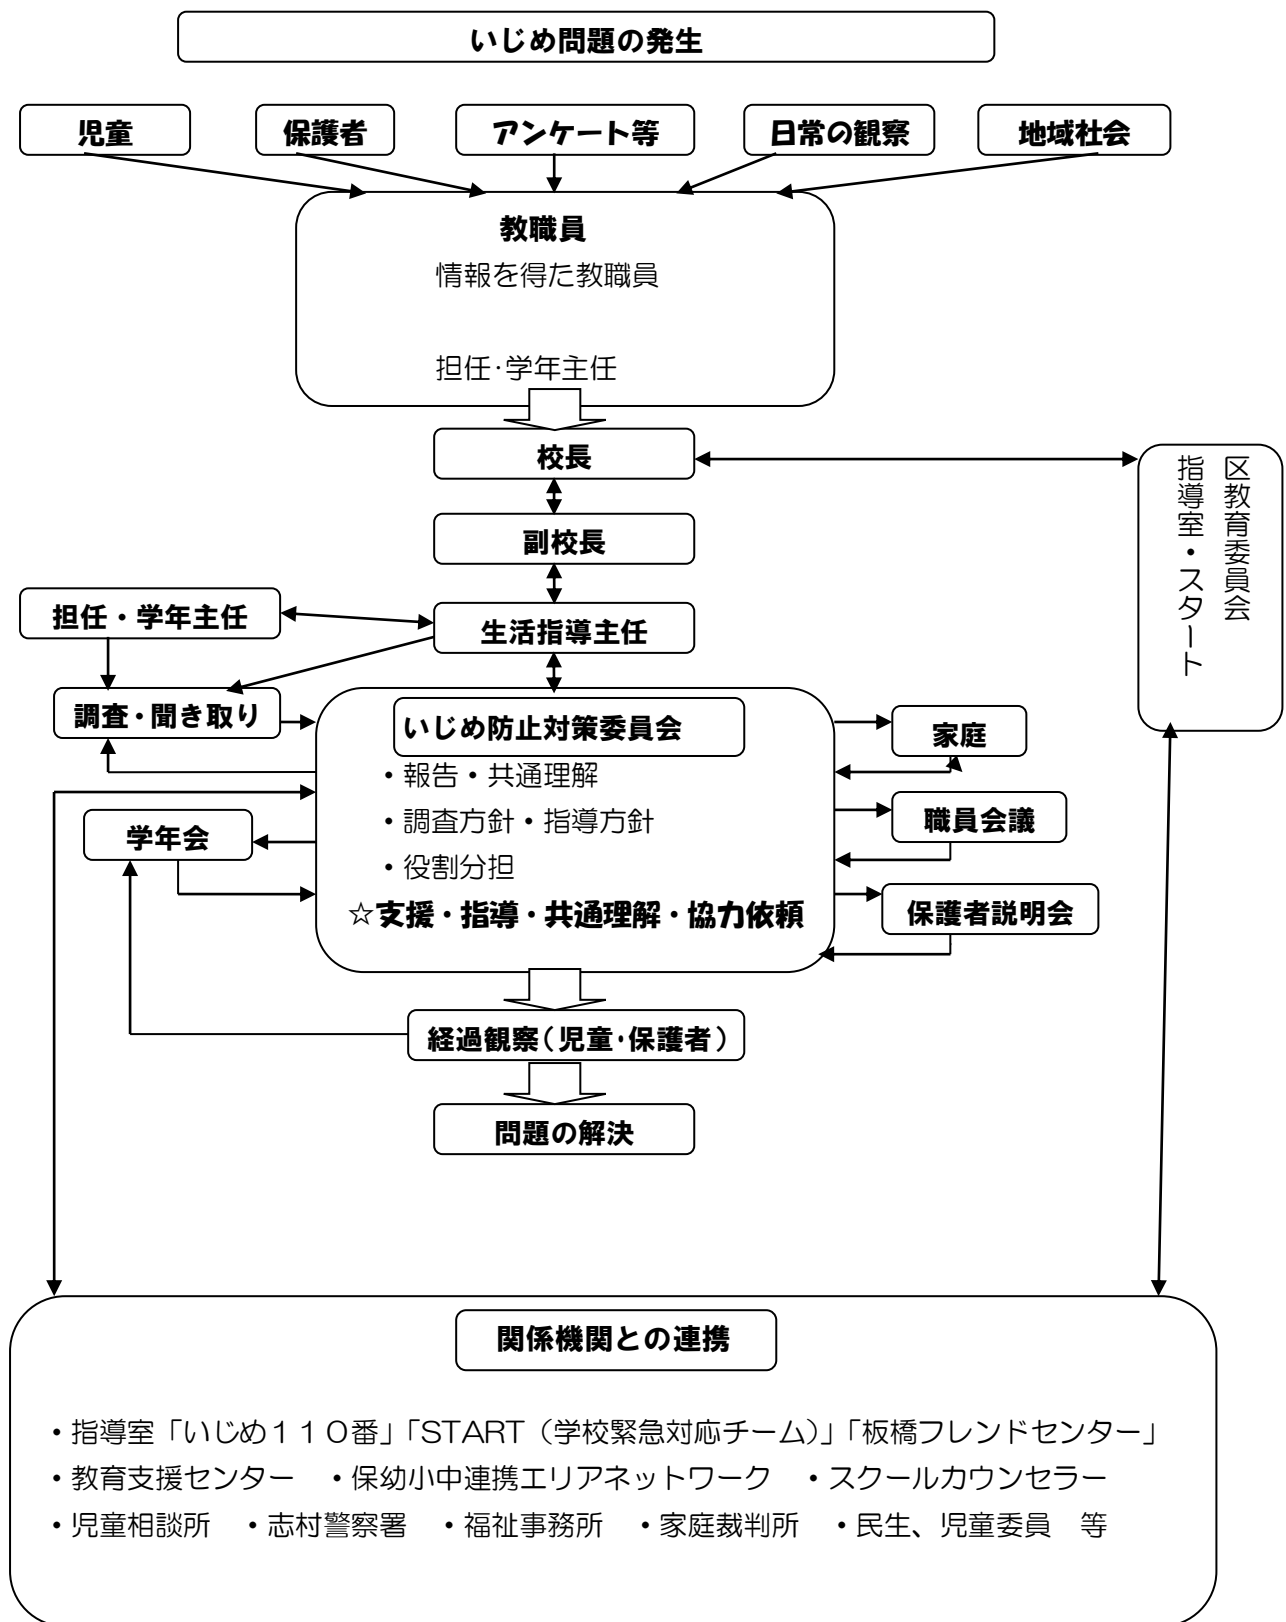 いじめ問題の発生
児童
保護者
アンケート等
日常の観察
地域社会
教職員
情報を得た教職員
担任・学年主任
校長
区教育委員会
指導室・スタート
副校長
担任・学年主任
生活指導主任
調査・聞き取り
いじめ防止対策委員会
・報告・共通理解
・調査方針・指導方針
・役割分担
☆支援・指導・共通理解・協力依頼
家庭
学年会
職員会議
保護者説明会
経過観察(児童・保護者)
問題の解決
関係機関との連携
・指導室「いじめ110番」「START（学校緊急対応チーム）」「板橋フレンドセンター」
・教育支援センター　・保幼小中連携エリアネットワーク　・スクールカウンセラー
・児童相談所　・志村警察署　・福祉事務所　・家庭裁判所　・民生、児童委員　等